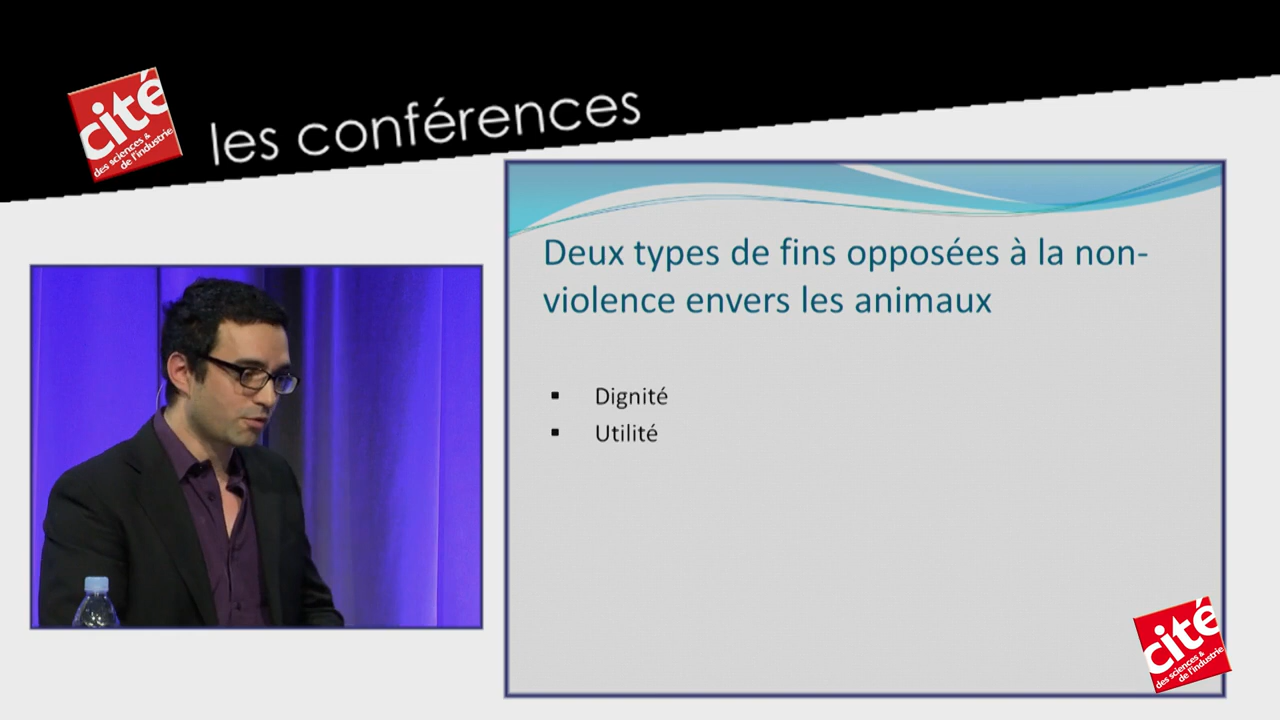 cité
des sciences &
de l'industrie
les conférences
Deux types de fins opposées à la non-
violence envers les animaux
▪ Dignité
▪ Utilité
cité
des sciences &
de l'industrie